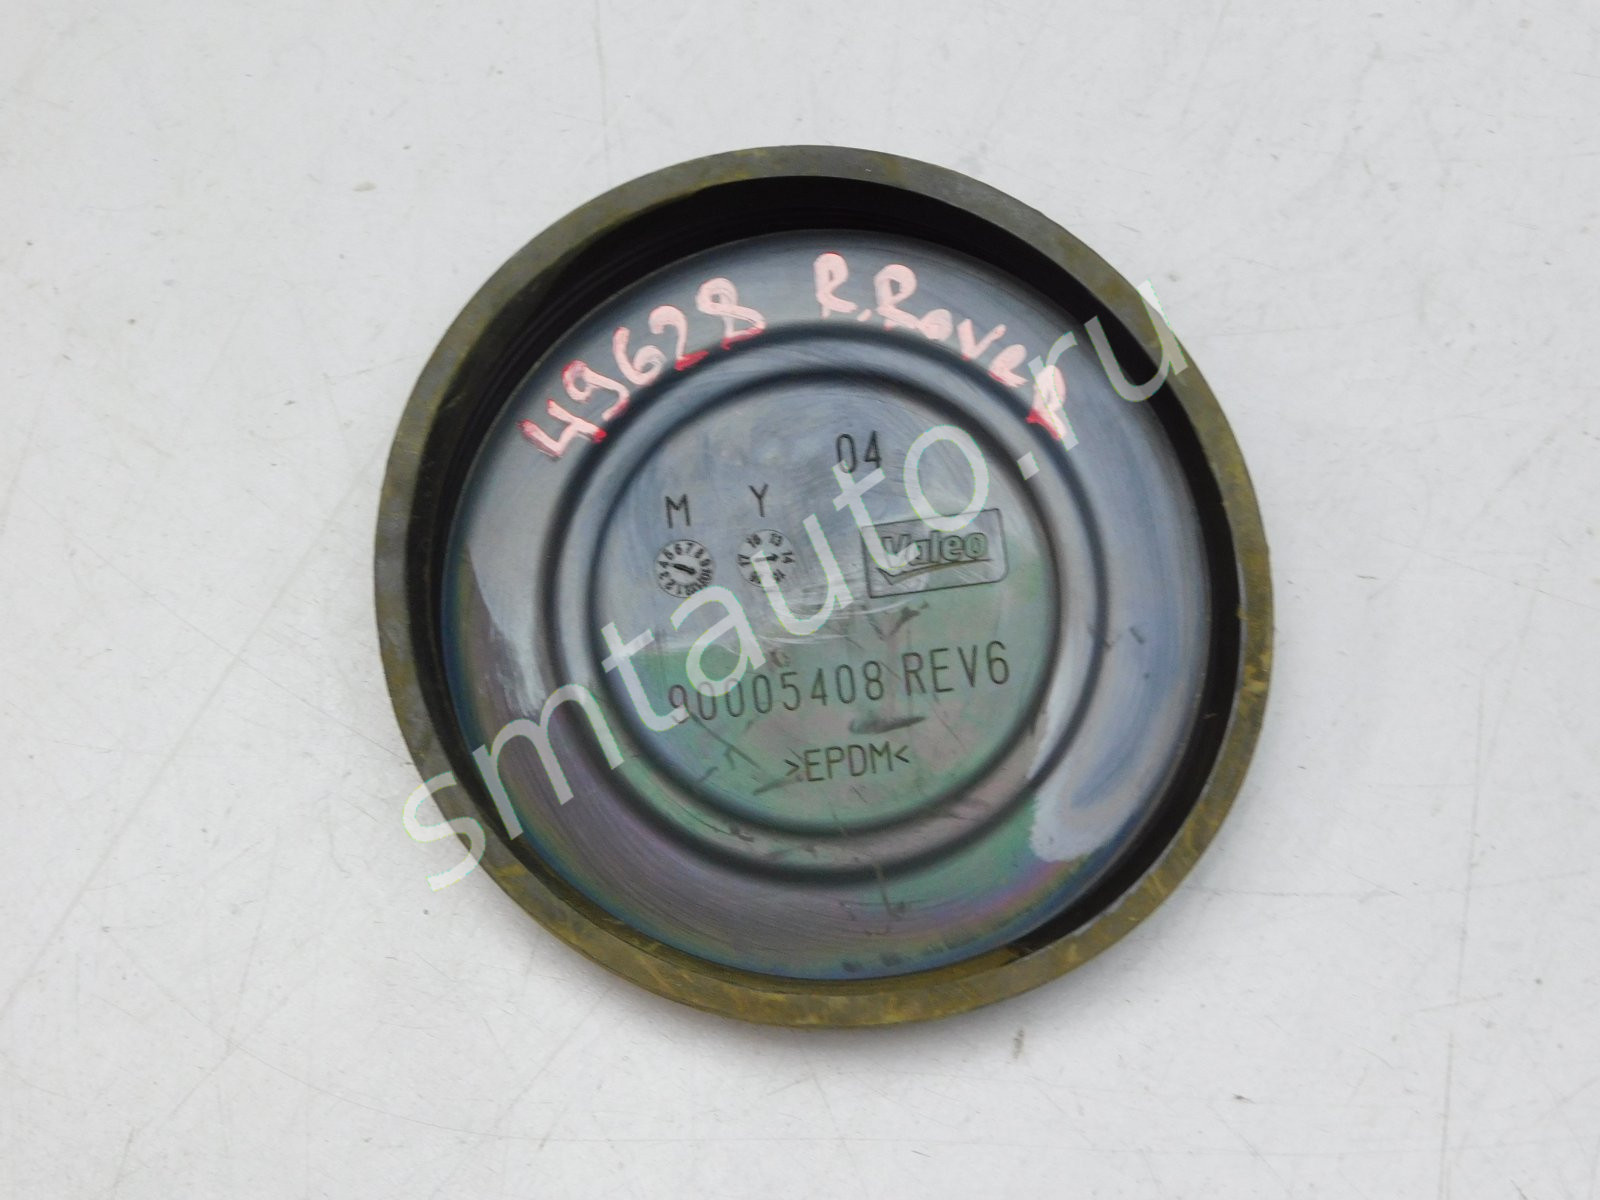 49628 R.Rover
04
M Y
Valeo
90005408 REV6
>EPDM<
smtauto.ru